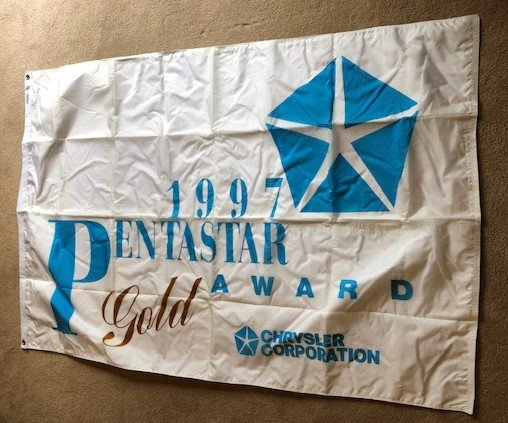 1997
PENTASTAR
Gold AWARD
CHRYSLER
CORPORATION